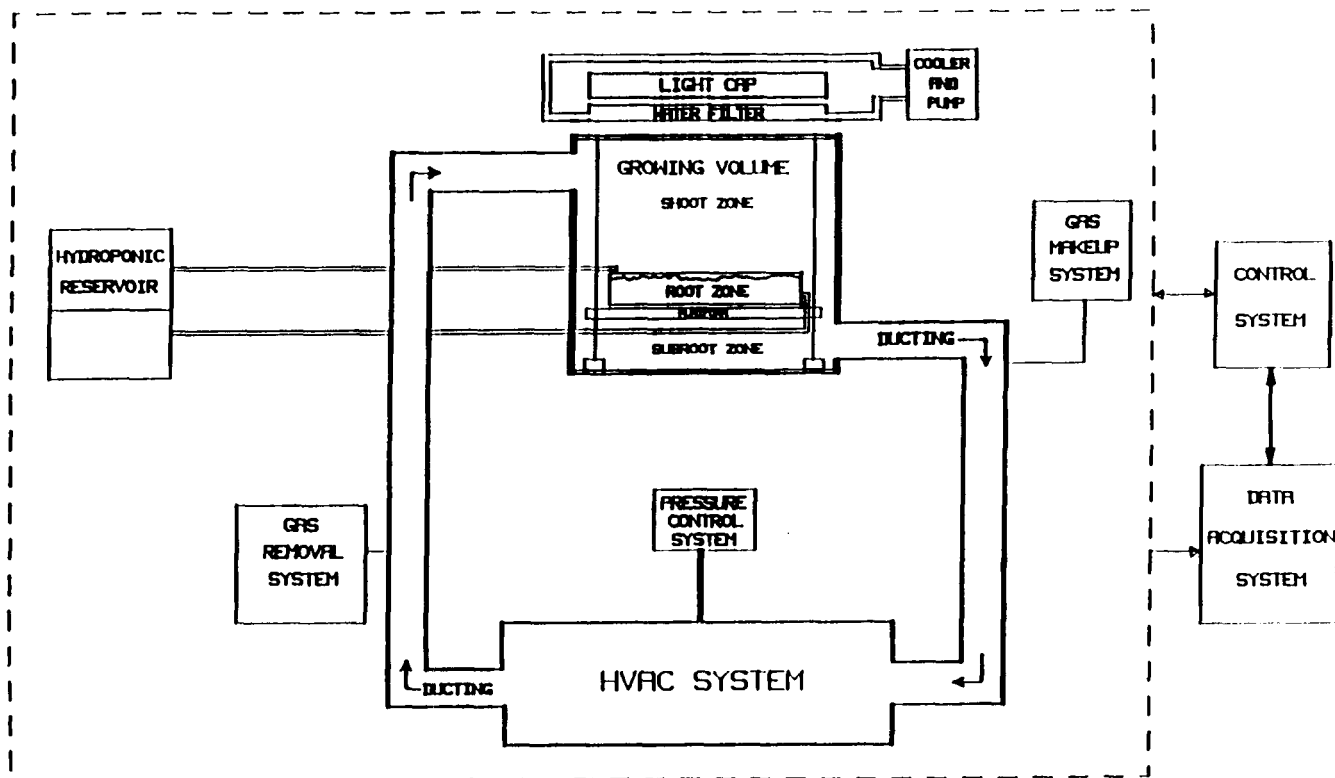 COOLER
AND
PUMP
LIGHT CAP
WATER FILTER
GROWING VOLUME
SHOOT ZONE
HYDROPONIC
RESERVOIR
ROOT ZONE
SUBROOT ZONE
DUCTING
GAS
MAKEUP
SYSTEM
CONTROL
SYSTEM
GAS
REMOVAL
SYSTEM
PRESSURE
CONTROL
SYSTEM
DATA
ACQUISITION
SYSTEM
DUCTING
HVAC SYSTEM